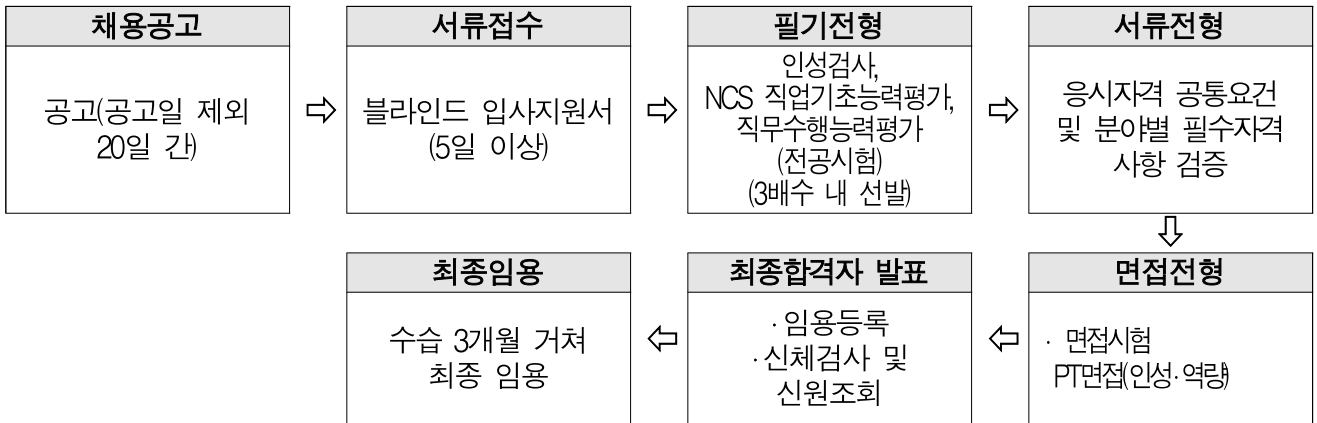 채용공고
공고(공고일 제외
20일 간)
서류접수
블라인드 입사지원서
(5일 이상)
필기전형
인성검사,
NCS 직업기초능력평가,
직무수행능력평가
(전공시험)
(3배수 내 선발)
서류전형
응시자격 공통요건
및 분야별 필수자격
사항 검증
면접전형
· 면접시험
PT면접(인성·역량)
최종합격자 발표
·임용등록
·신체검사 및
신원조회
최종임용
수습 3개월 거쳐
최종 임용